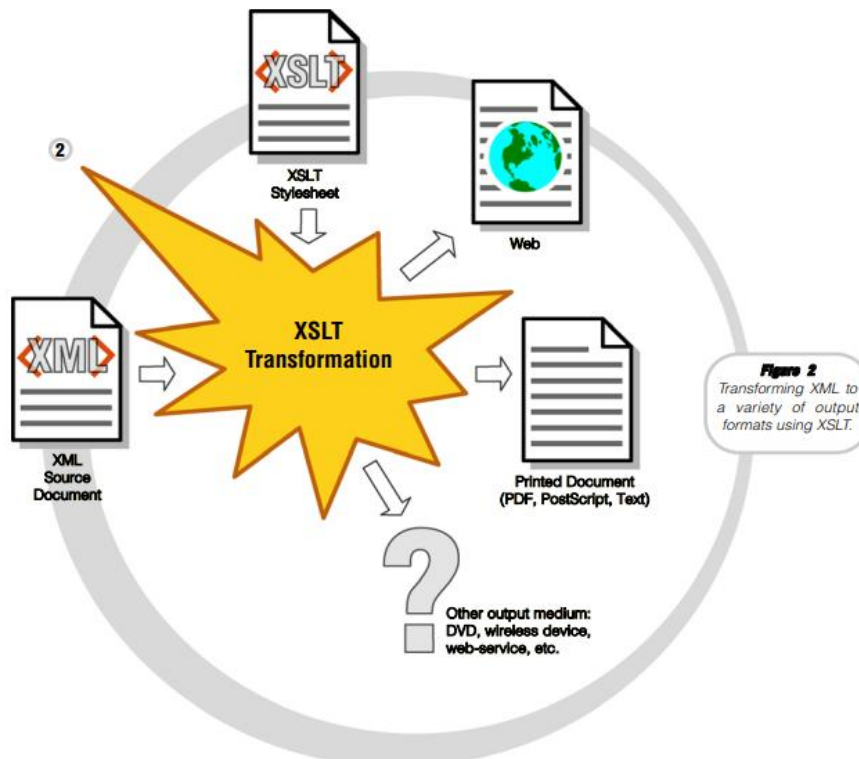 XSLT
2
XSLT
Stylesheet
Web
XML
XSLT
Transformation
XML
Source
Document
Printed Document
(PDF, PostScript, Text)
Figure 2
Transforming XML to
a variety of output
formats using XSLT.
?
Other output medium:
DVD, wireless device,
web-service, etc.